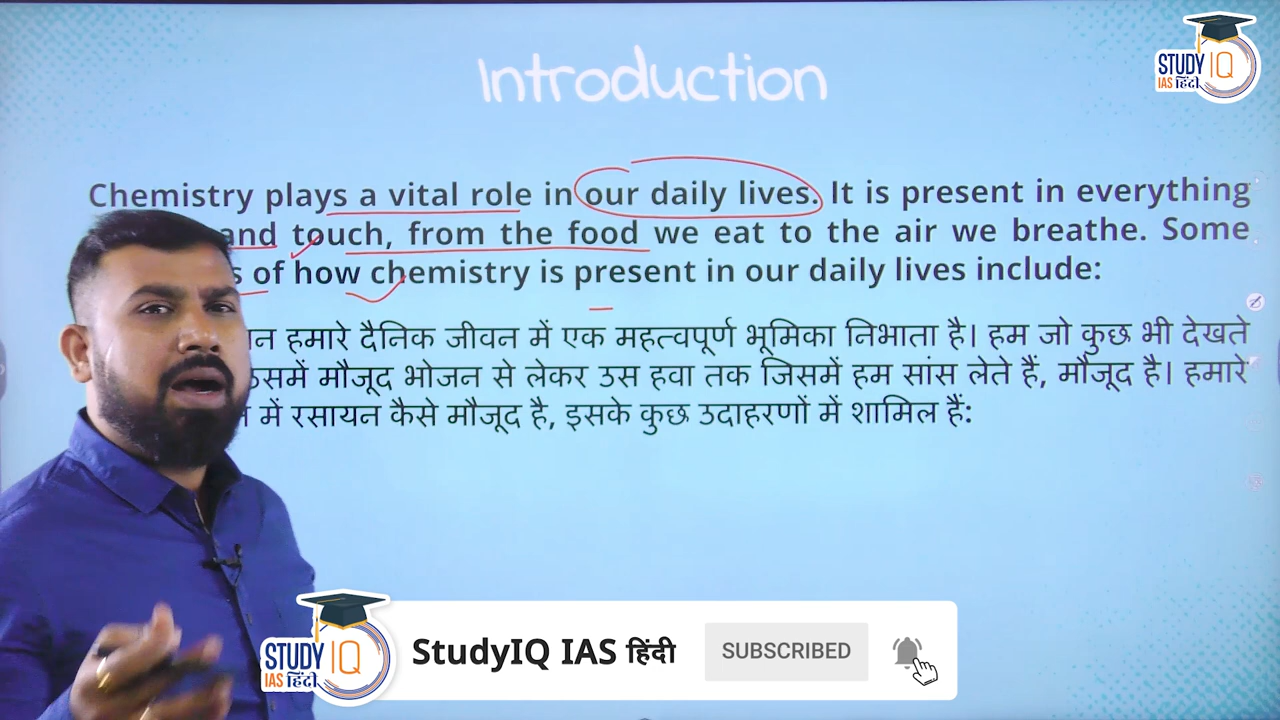 Introduction
STUDY IQ
IAS हिंदी
Chemistry plays a vital role in our daily lives. It is present in everything
and touch, from the food we eat to the air we breathe. Some
of how chemistry is present in our daily lives include:
हमारे दैनिक जीवन में एक महत्वपूर्ण भूमिका निभाता है। हम जो कुछ भी देखते
मौजूद भोजन से लेकर उस हवा तक जिसमें हम सांस लेते हैं, मौजूद है। हमारे
में रसायन कैसे मौजूद है, इसके कुछ उदाहरणों में शामिल हैं:
STUDY IQ
IAS हिंदी
StudyIQ IAS हिंदी
SUBSCRIBED